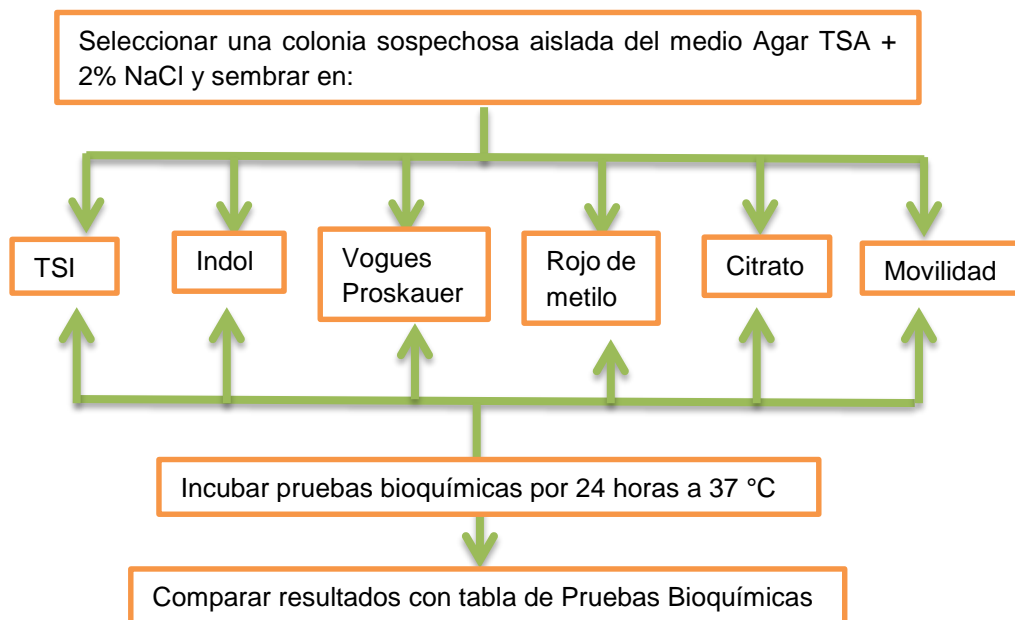 Seleccionar una colonia sospechosa aislada del medio Agar TSA +
2% NaCl y sembrar en:
TSI
Indol
Vogues
Proskauer
Rojo de
metilo
Citrato
Movilidad
Incubar pruebas bioquímicas por 24 horas a 37 °C
Comparar resultados con tabla de Pruebas Bioquímicas